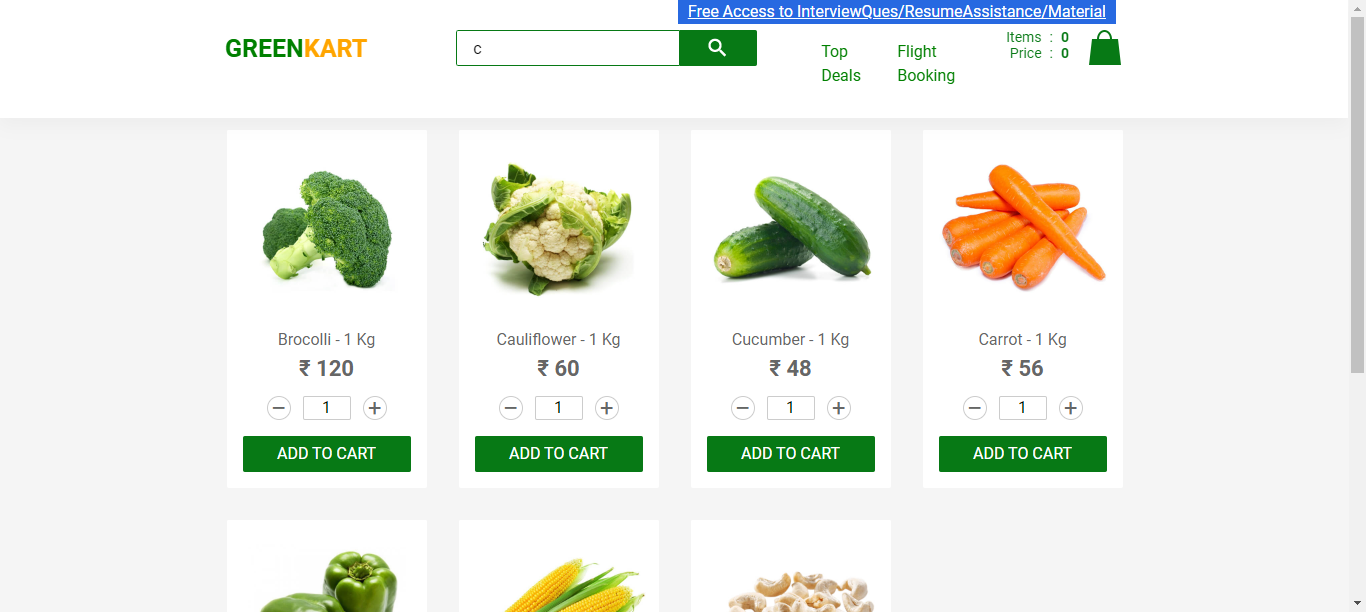 Free Access to InterviewQues/ResumeAssistance/Material
GREENKART
c
Top
Deals
Flight
Booking
Items : 0
Price : 0
Brocolli - 1 Kg
₹ 120
– 1 +
ADD TO CART
Cauliflower - 1 Kg
₹ 60
– 1 +
ADD TO CART
Cucumber - 1 Kg
₹ 48
– 1 +
ADD TO CART
Carrot - 1 Kg
₹ 56
– 1 +
ADD TO CART